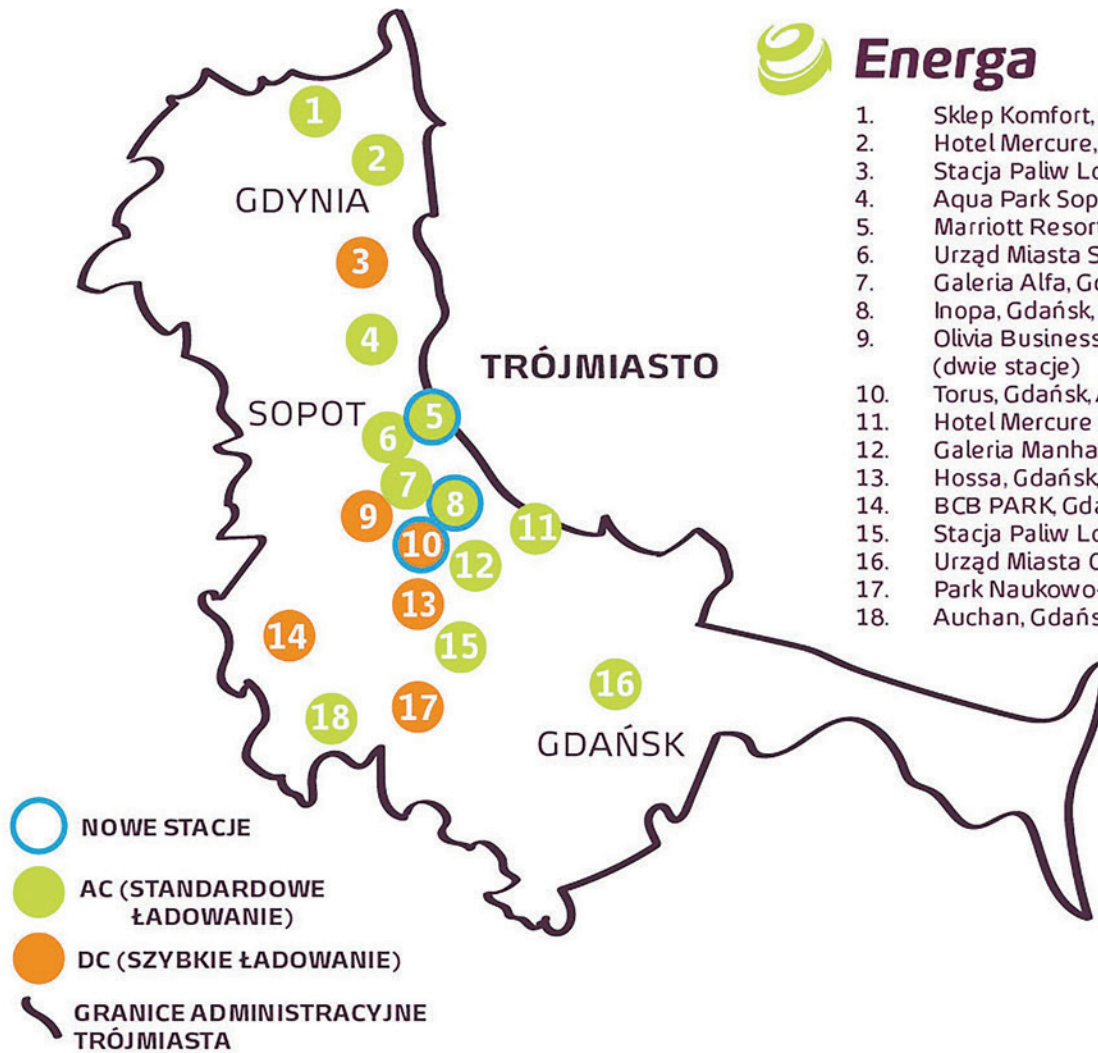 Energa
1. Sklep Komfort,
2. Hotel Mercure,
3. Stacja Paliw Lo
4. Aqua Park Sop
5. Marriott Resor
6. Urząd Miasta S
7. Galeria Alfa, G
8. Inopa, Gdańsk,
9. Olivia Business
(dwie stacje)
10. Torus, Gdańsk,
11. Hotel Mercure
12. Galeria Manha
13. Hossa, Gdańsk,
14. BCB PARK, Gda
15. Stacja Paliw Lo
16. Urząd Miasta
17. Park Naukowo-
18. Auchan, Gdańs
1
2
GDYNIA
3
4
TRÓJMIASTO
SOPOT
5
6
7
8
9
10
11
12
13
14
15
16
17
18
GDAŃSK
NOWE STACJE
AC (STANDARDOWE
ŁADOWANIE)
DC (SZYBKIE ŁADOWANIE)
GRANICE ADMINISTRACYJNE
TRÓJMIASTA